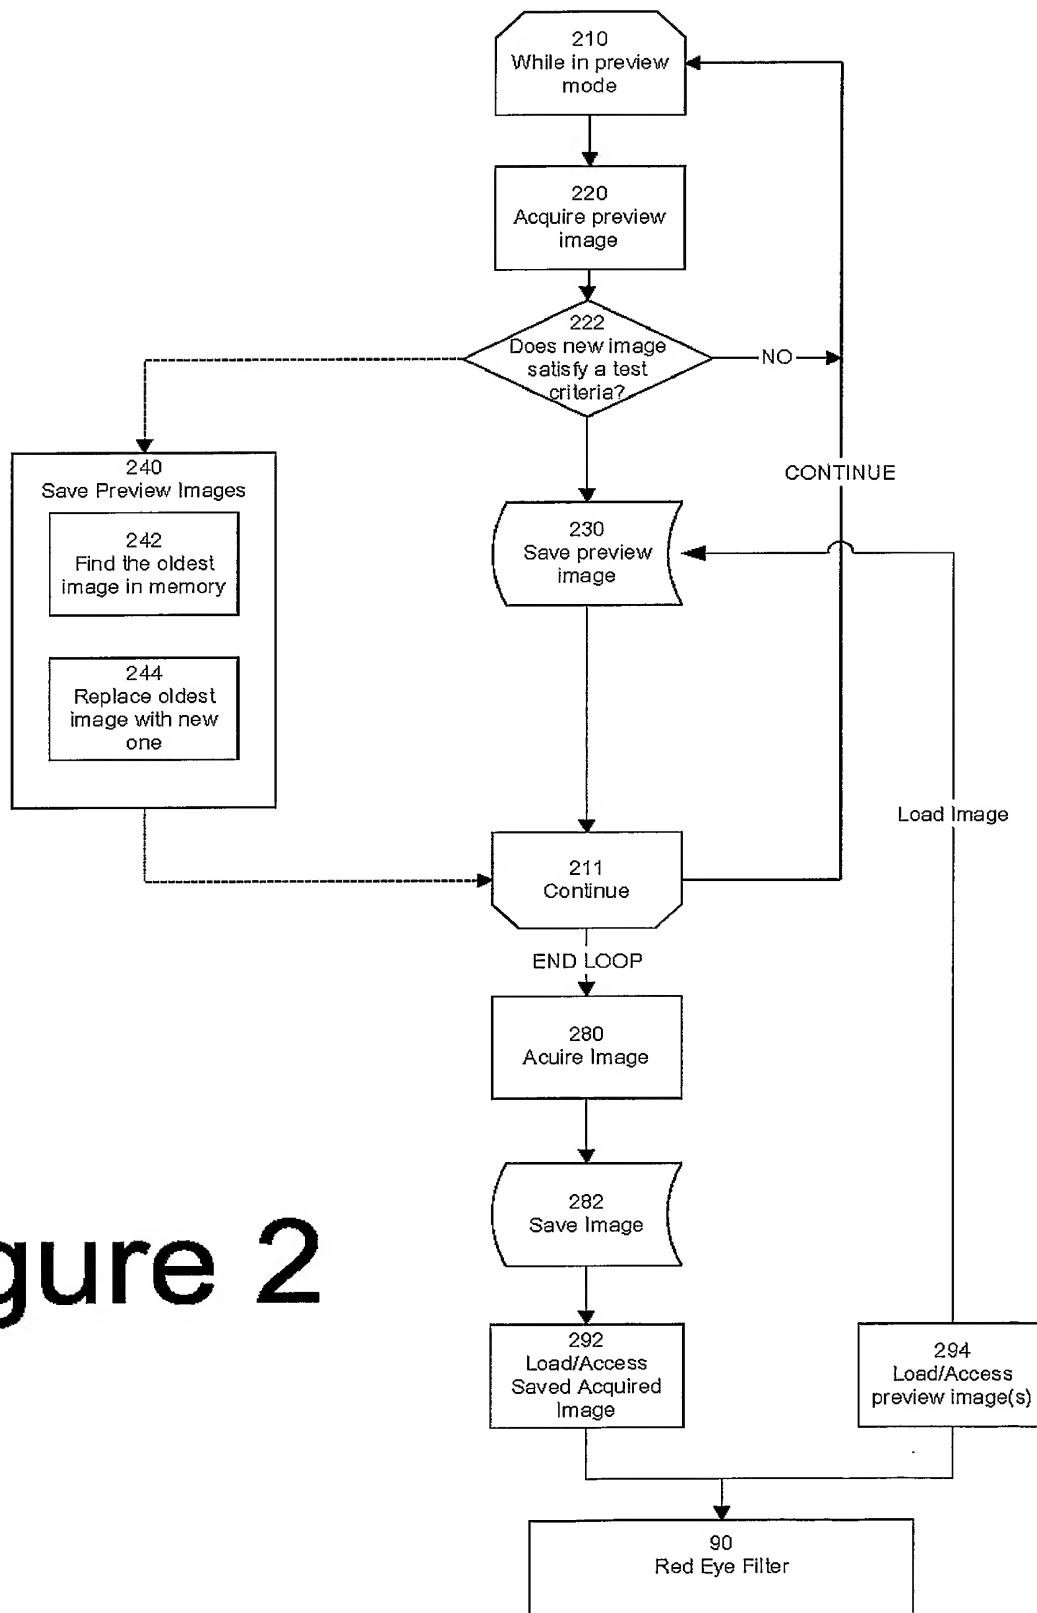 210
While in preview
mode
220
Acquire preview
image
222
Does new image
satisfy a test
criteria?
NO
CONTINUE
240
Save Preview Images
242
Find the oldest
image in memory
244
Replace oldest
image with new
one
230
Save preview
image
Load Image
211
Continue
END LOOP
280
Acuire Image
282
Save Image
292
Load/Access
Saved Acquired
Image
294
Load/Access
preview image(s)
90
Red Eye Filter
gure 2